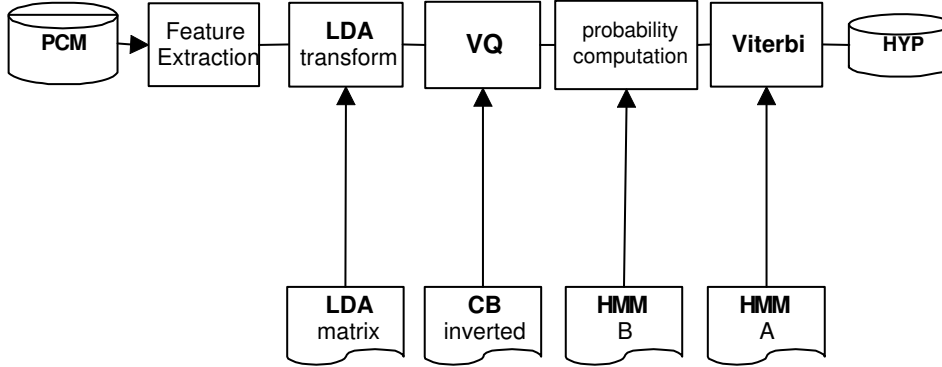 PCM
Feature
Extraction
LDA
transform
VQ
probability
computation
Viterbi
HYP
LDA
matrix
CB
inverted
HMM
B
HMM
A